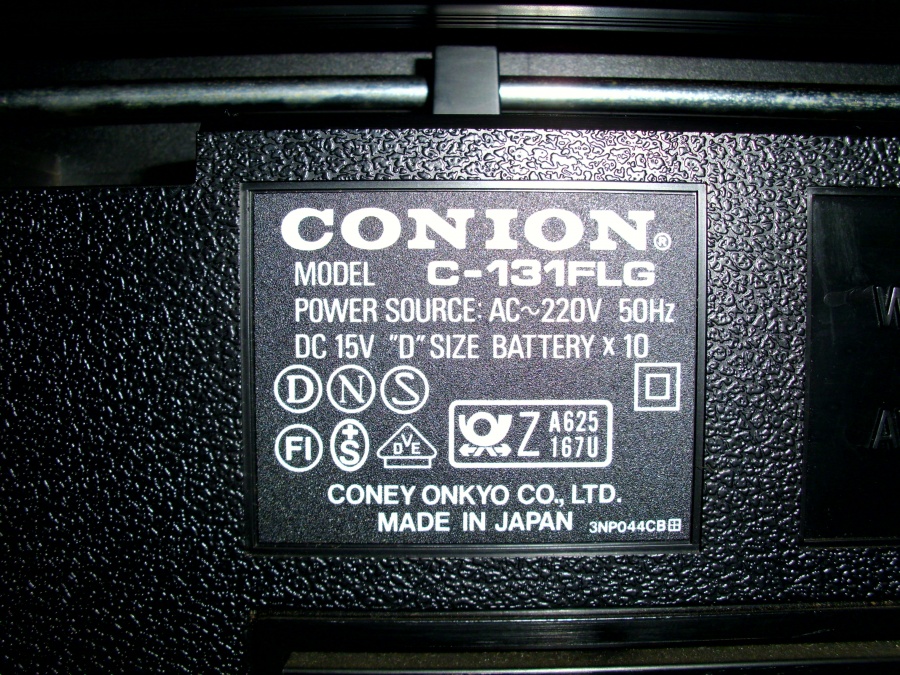 CONION®
MODEL C-131FLG
POWER SOURCE: AC~220V 50Hz
DC 15V "D" SIZE BATTERY x 10
D N S
FI +S DVE Z A625 167U
CONEY ONKYO CO., LTD.
MADE IN JAPAN 3NP044CB